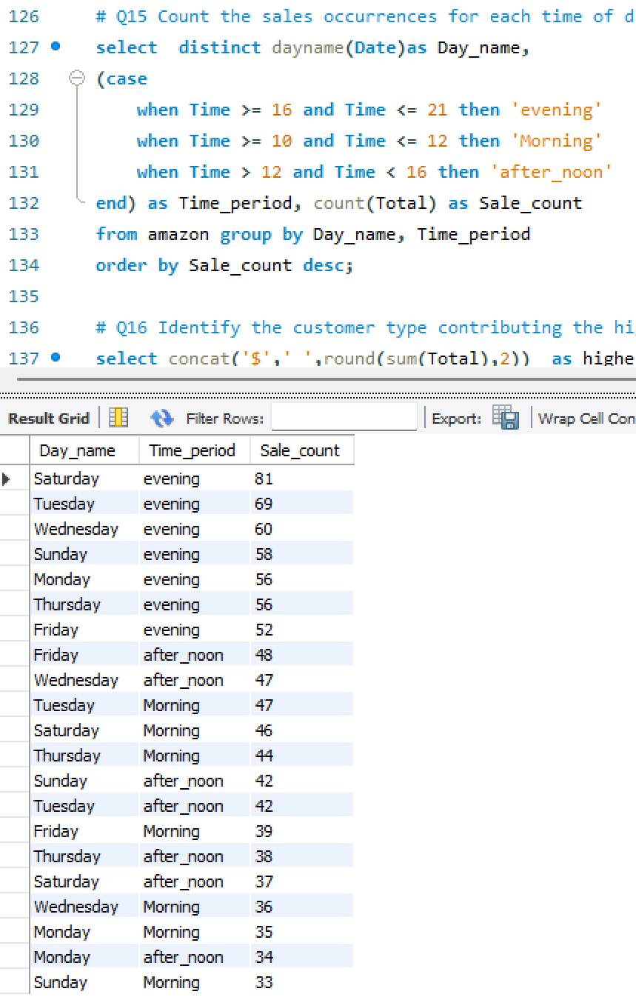 126 # Q15 Count the sales occurrences for each time of d
127 select distinct dayname(Date)as Day_name,
128 (case
129 when Time >= 16 and Time <= 21 then 'evening'
130 when Time >= 10 and Time <= 12 then 'Morning'
131 when Time > 12 and Time < 16 then 'after_noon'
132 end) as Time_period, count(Total) as Sale_count
133 from amazon group by Day_name, Time_period
134 order by Sale_count desc;
135
136 # Q16 Identify the customer type contributing the hi
137 select concat('$',' ',round(sum(Total),2)) as highe
Result Grid Filter Rows: Export: Wrap Cell Con
Day_name Time_period Sale_count
Saturday evening 81
Tuesday evening 69
Wednesday evening 60
Sunday evening 58
Monday evening 56
Thursday evening 56
Friday evening 52
Friday after_noon 48
Wednesday after_noon 47
Tuesday Morning 47
Saturday Morning 46
Thursday Morning 44
Sunday after_noon 42
Tuesday after_noon 42
Friday Morning 39
Thursday after_noon 38
Saturday after_noon 37
Wednesday Morning 36
Monday Morning 35
Monday after_noon 34
Sunday Morning 33